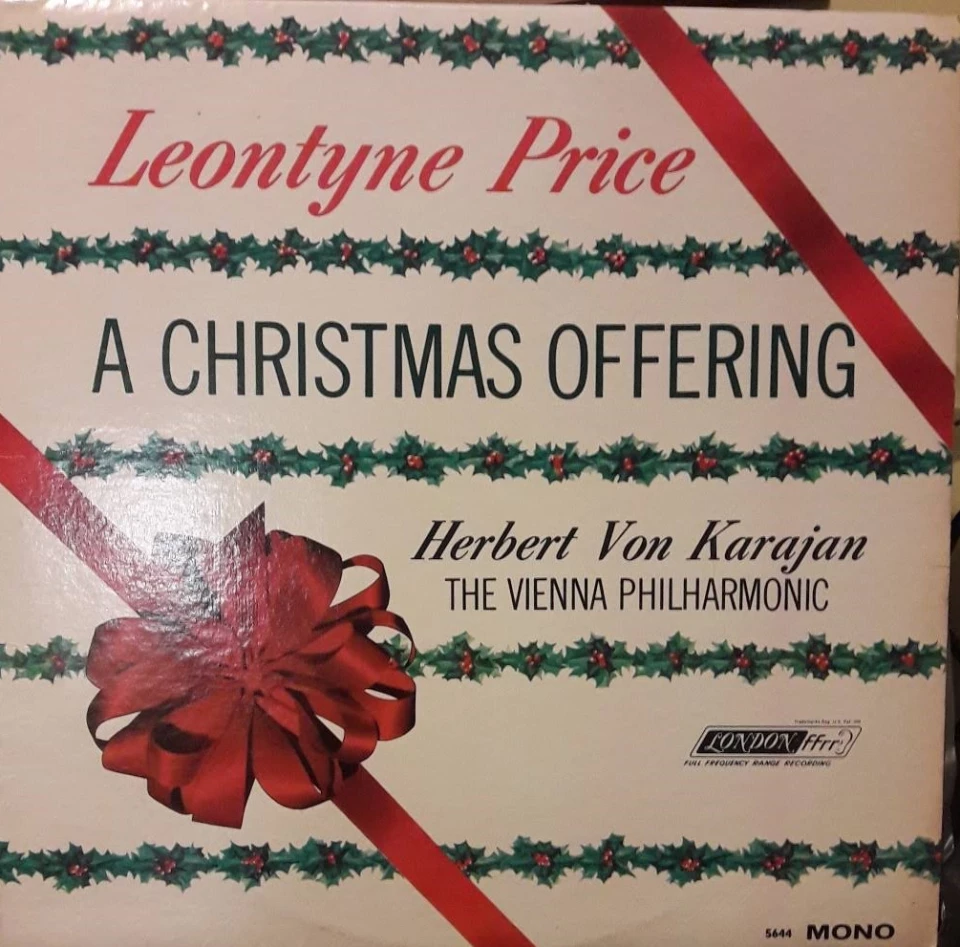 Leontyne Price
A CHRISTMAS OFFERING
Herbert Von Karajan
THE VIENNA PHILHARMONIC
LONDON ffrr
FULL FREQUENCY RANGE RECORDING
5644 MONO